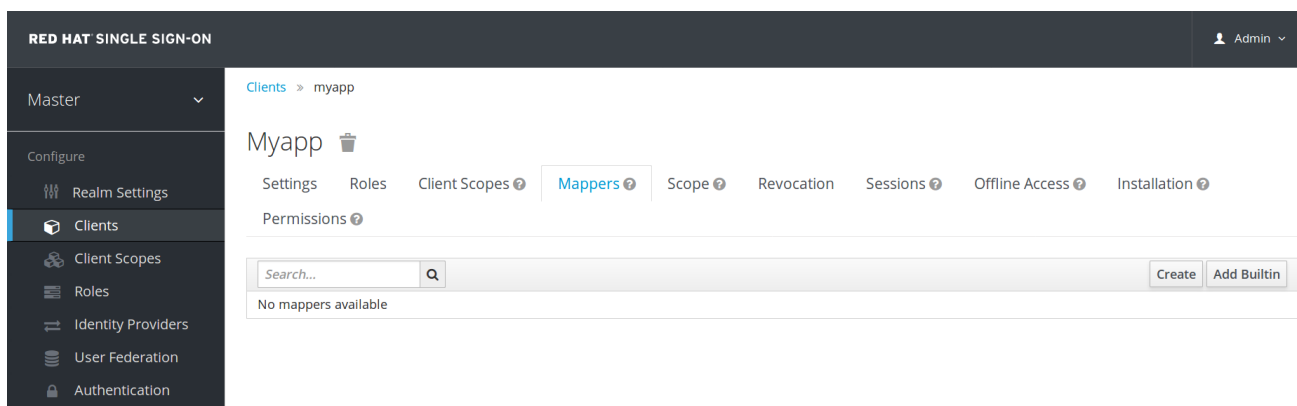 RED HAT SINGLE SIGN-ON
Admin
Master
Clients » myapp
Myapp
Configure
Settings Roles Client Scopes Mappers Scope Revocation Sessions Offline Access Installation
Permissions
Realm Settings
Clients
Client Scopes
Roles
Identity Providers
User Federation
Authentication
Search...
Create Add Builtin
No mappers available